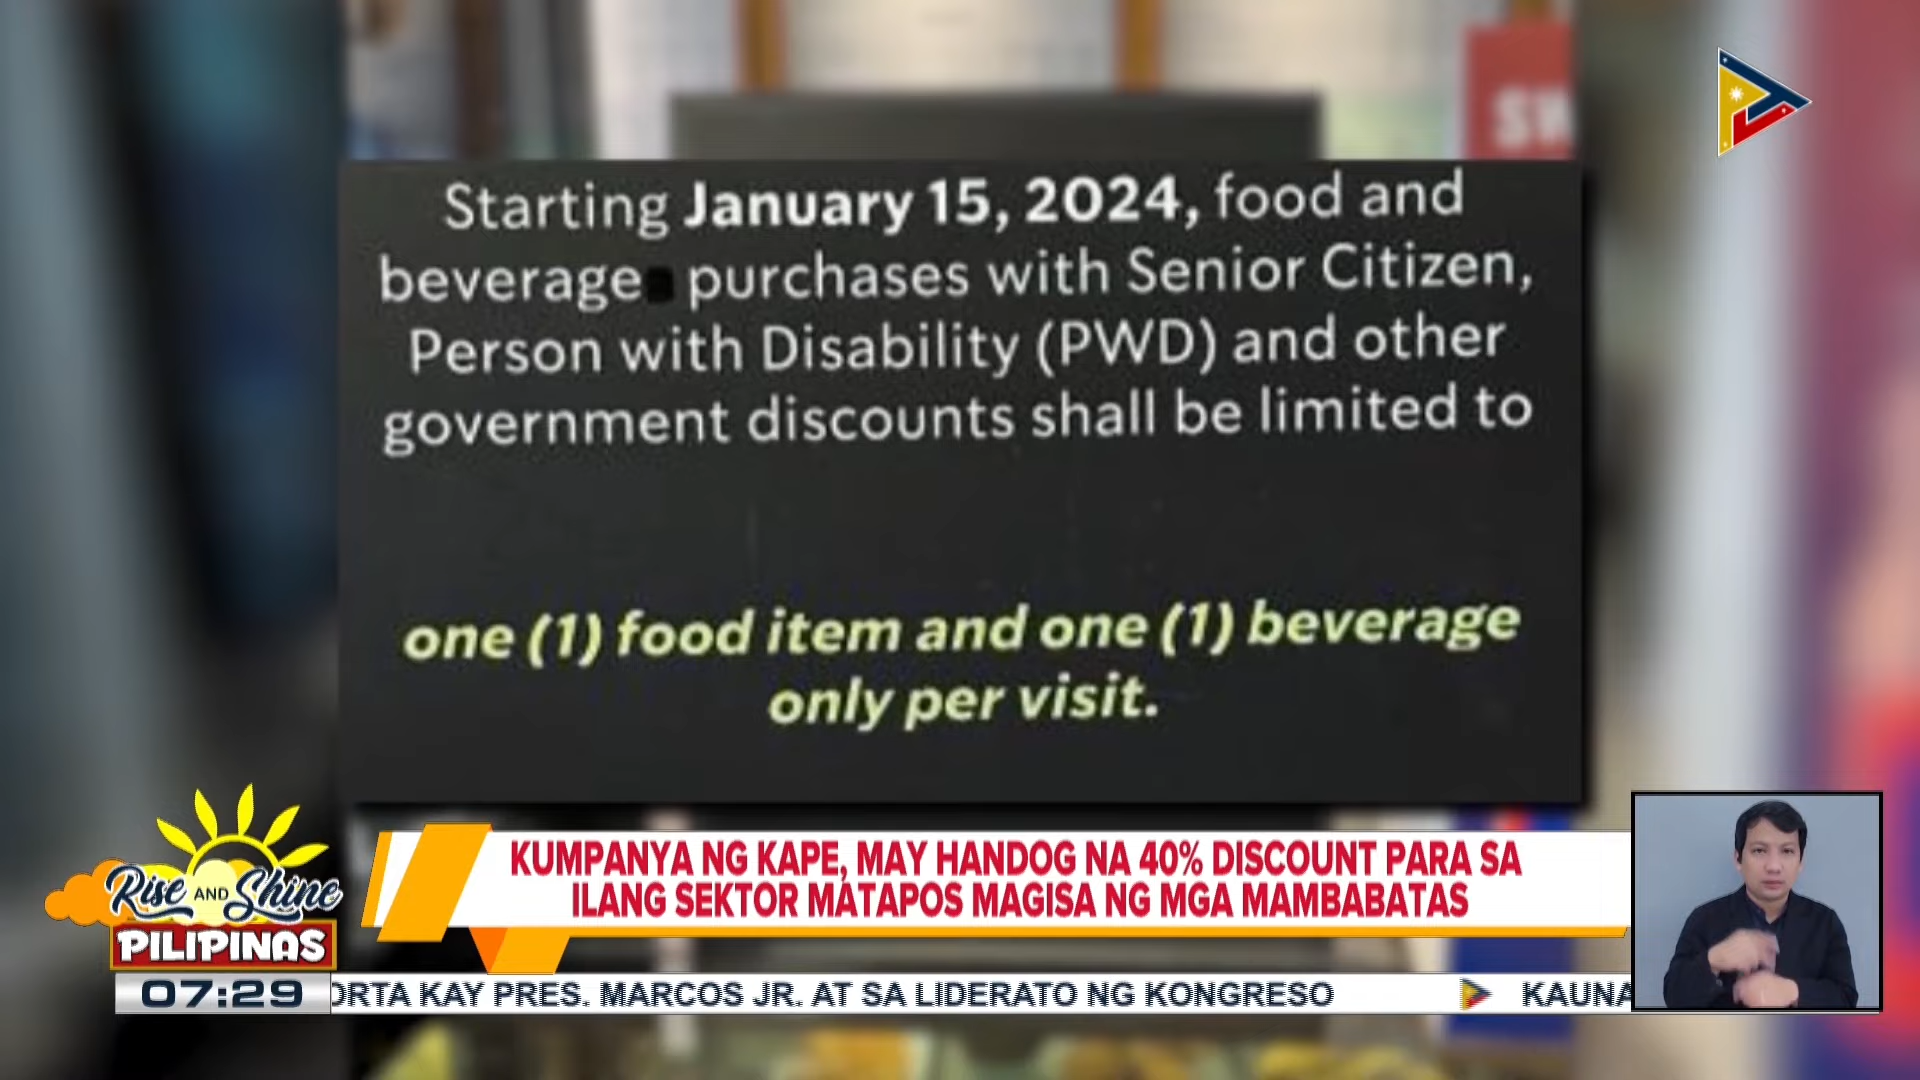 SH
Starting January 15, 2024, food and
beverage purchases with Senior Citizen,
Person with Disability (PWD) and other
government discounts shall be limited to
one (1) food item and one (1) beverage
only per visit.
KUMPANYA NG KAPE, MAY HANDOG NA 40% DISCOUNT PARA SA
ILANG SEKTOR MATAPOS MAGISA NG MGA MAMBABATAS
Rise AND Shine
PILIPINAS
07:29
ORTA KAY PRES. MARCOS JR. AT SA LIDERATO NG KONGRESO KAUNA